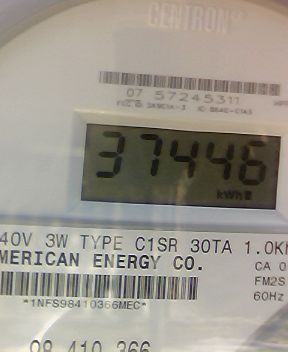 CENTRON
07 57245311
37446
kWh
40V 3W TYPE C1SR 30TA 1.0K
MERICAN ENERGY CO.
CA 0
FM2S
60Hz
*1NFS98410366MEC*
98 410 366